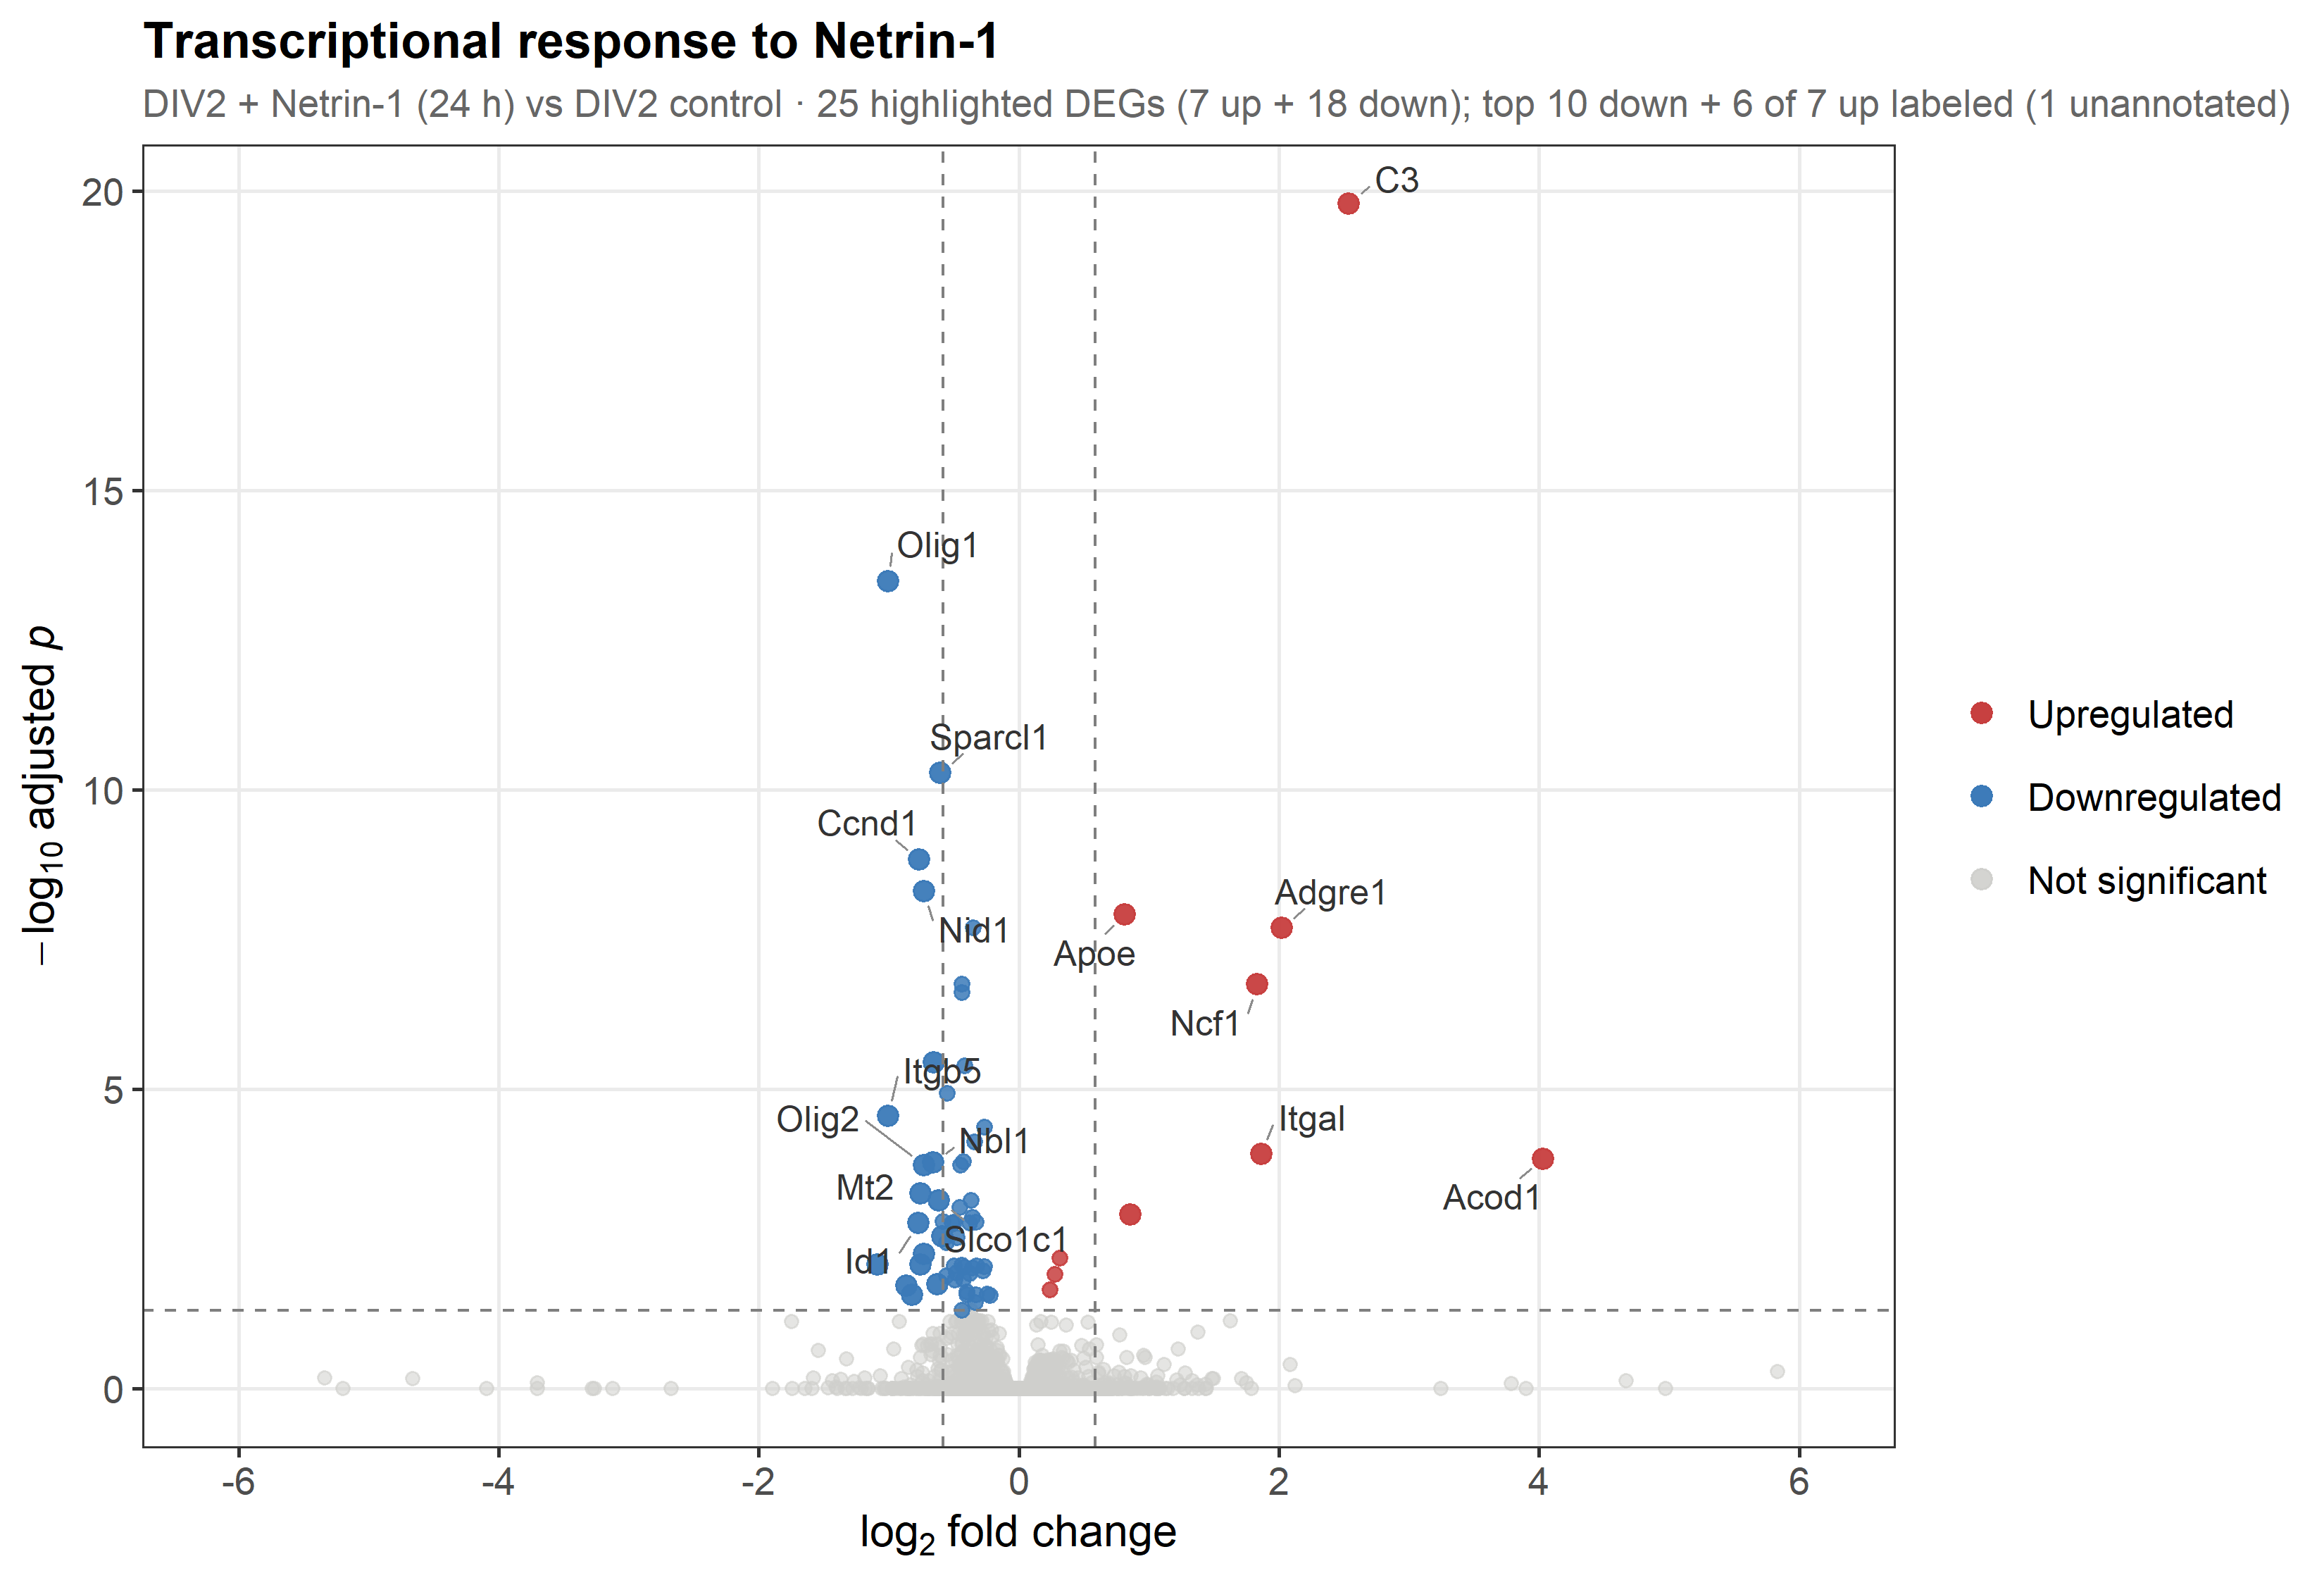 Transcriptional response to Netrin-1
DIV2 + Netrin-1 (24 h) vs DIV2 control · 25 highlighted DEGs (7 up + 18 down); top 10 down + 6 of 7 up labeled (1 unannotated)
20
15
10
5
0
−log10 adjusted p
C3
Olig1
Sparcl1
Ccnd1
Nid1
Adgre1
Apoe
Ncf1
Itgb5
Olig2
Nbl1
Itgal
Mt2
Acod1
Slco1c1
Id1
-6
-4
-2
0
2
4
6
log2 fold change
Upregulated
Downregulated
Not significant